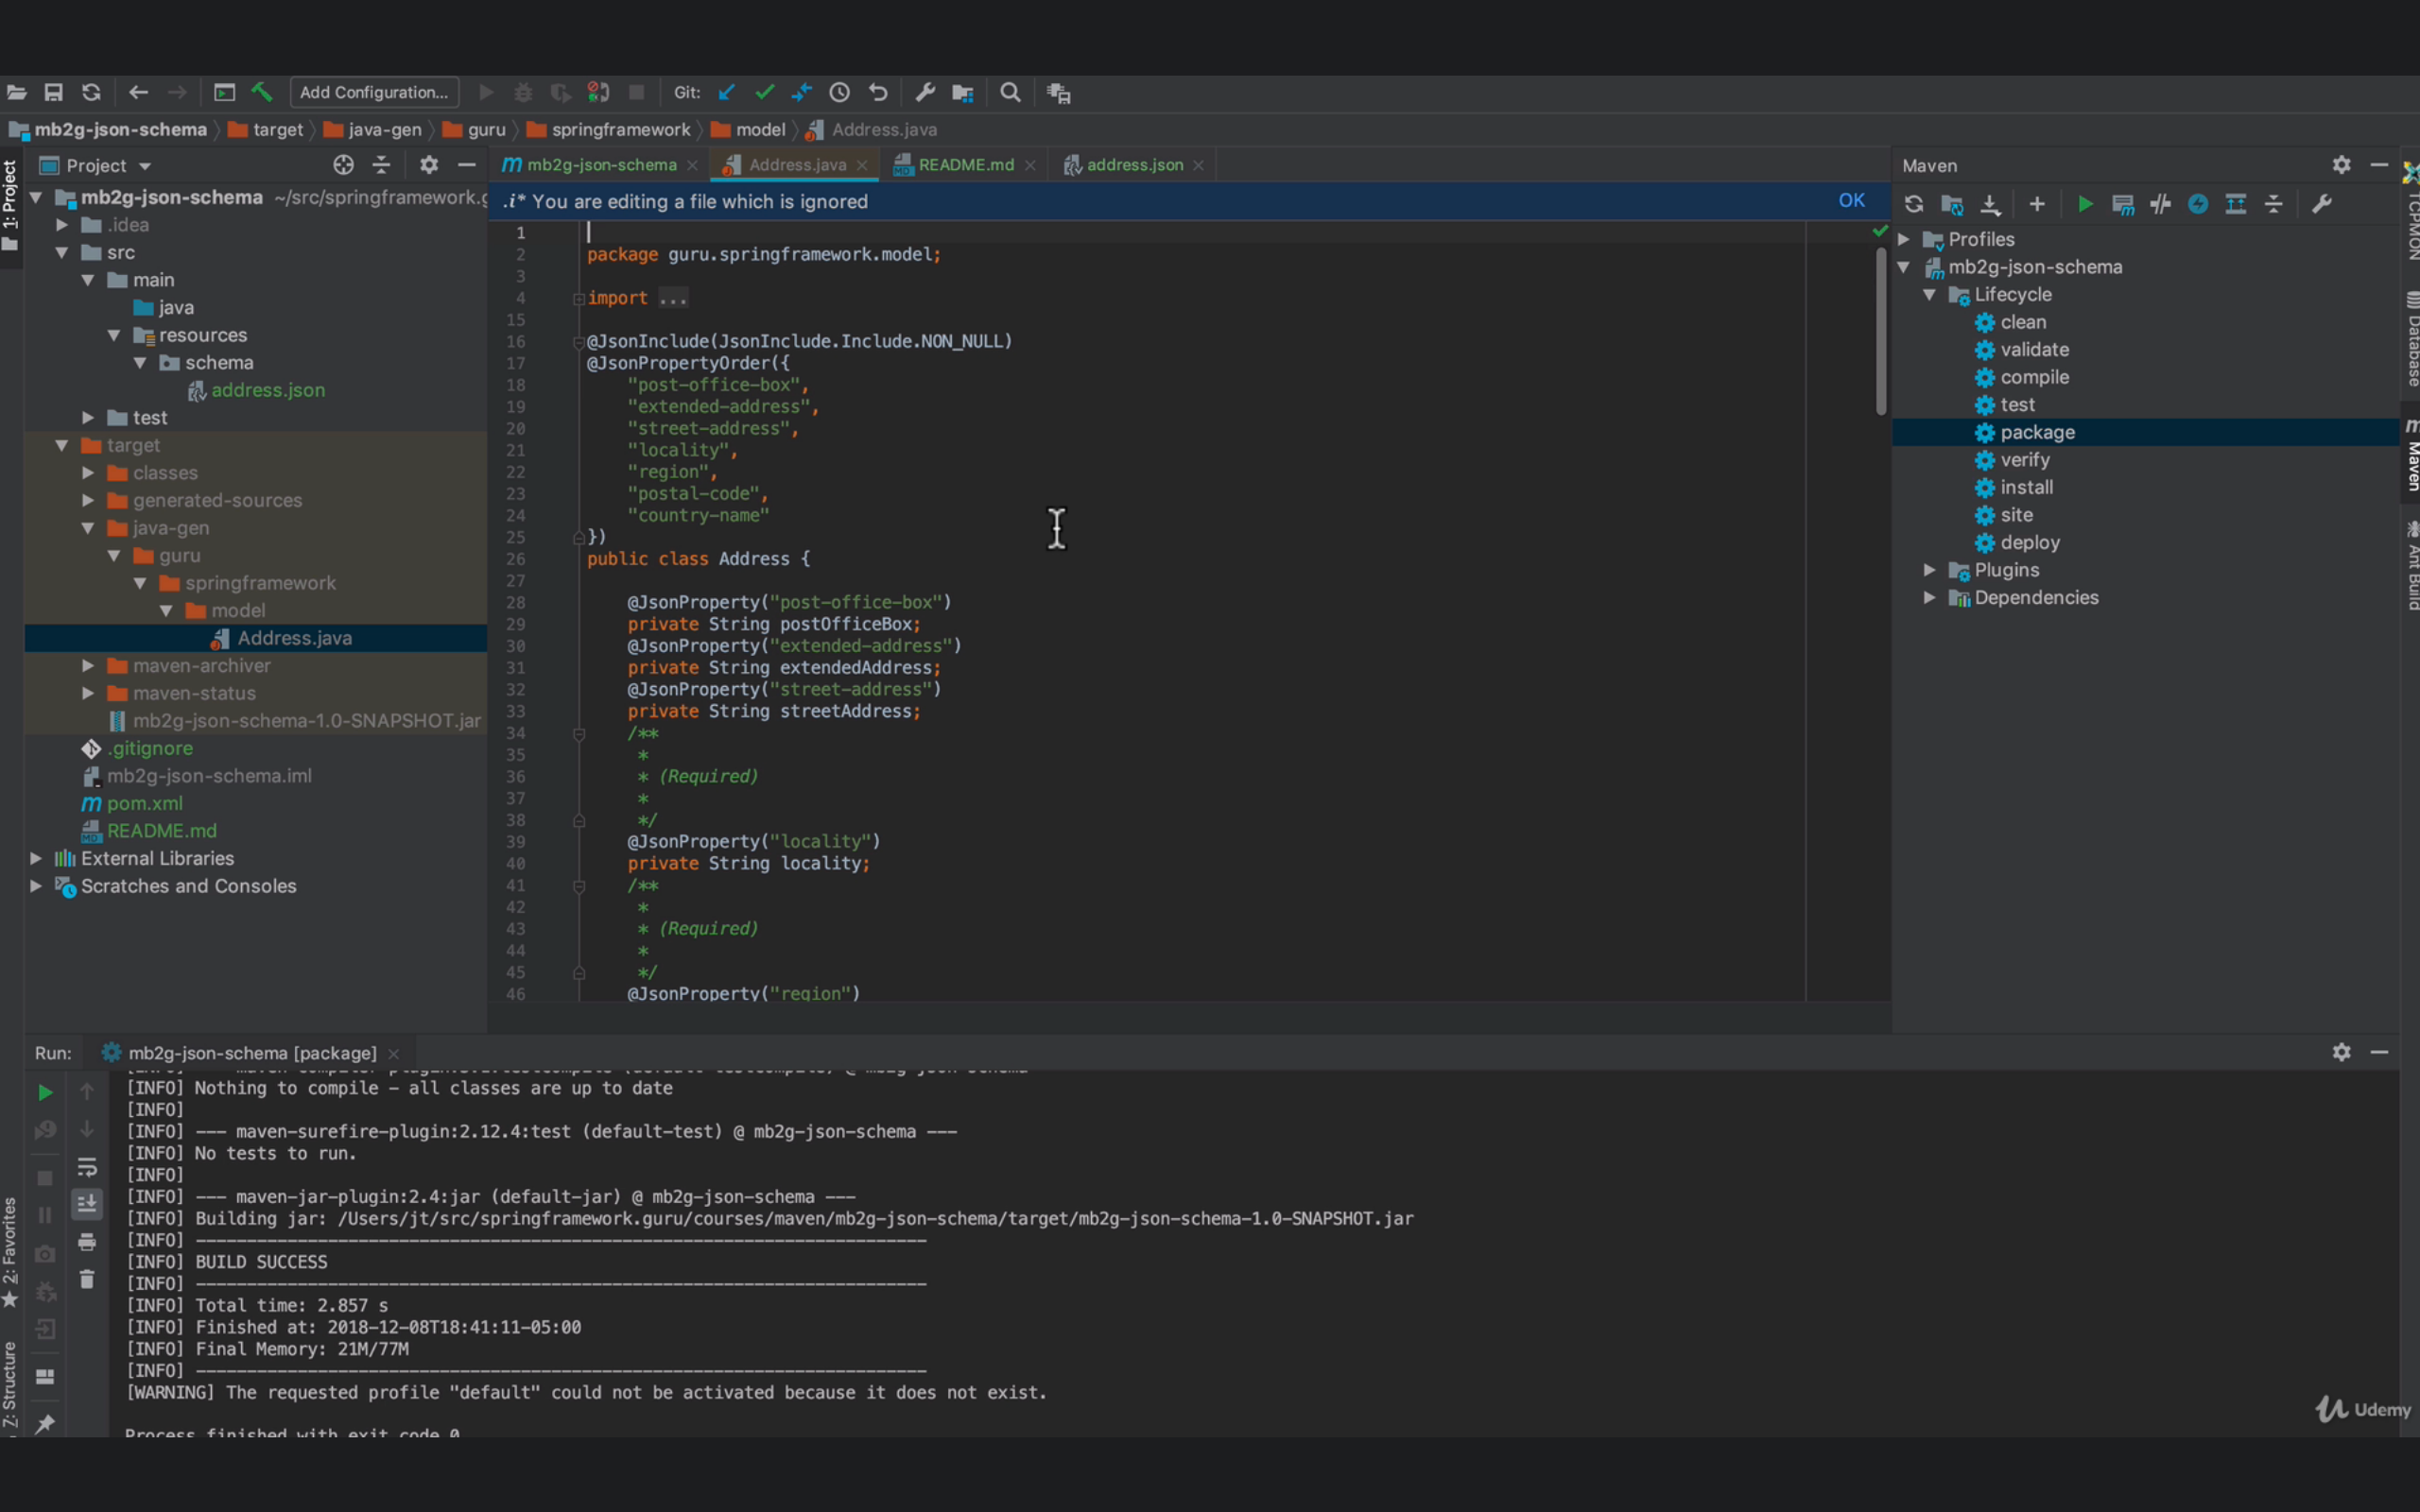 Add Configuration...
Git:
mb2g-json-schema
target
java-gen
guru
springframework
model
Address.java
1: Project
Project
mb2g-json-schema ~/src/springframework.g
.idea
src
main
java
resources
schema
address.json
test
target
classes
generated-sources
java-gen
guru
springframework
model
Address.java
maven-archiver
maven-status
mb2g-json-schema-1.0-SNAPSHOT.jar
.gitignore
mb2g-json-schema.iml
pom.xml
README.md
External Libraries
Scratches and Consoles
mb2g-json-schema
Address.java
README.md
address.json
.i* You are editing a file which is ignored
OK
1
2 package guru.springframework.model;
3
4 import ...
15
16 @JsonInclude(JsonInclude.Include.NON_NULL)
17 @JsonPropertyOrder({
18 "post-office-box",
19 "extended-address",
20 "street-address",
21 "locality",
22 "region",
23 "postal-code",
24 "country-name"
25 })
26 public class Address {
27
28 @JsonProperty("post-office-box")
29 private String postOfficeBox;
30 @JsonProperty("extended-address")
31 private String extendedAddress;
32 @JsonProperty("street-address")
33 private String streetAddress;
34 /**
35 *
36 * (Required)
37 *
38 */
39 @JsonProperty("locality")
40 private String locality;
41 /**
42 *
43 * (Required)
44 *
45 */
46 @JsonProperty("region")
Maven
Profiles
mb2g-json-schema
Lifecycle
clean
validate
compile
test
package
verify
install
site
deploy
Plugins
Dependencies
TCPMON
Database
Maven
Ant Build
Run:
mb2g-json-schema [package]
[INFO] Nothing to compile - all classes are up to date
[INFO]
[INFO] --- maven-surefire-plugin:2.12.4:test (default-test) @ mb2g-json-schema ---
[INFO] No tests to run.
[INFO]
[INFO] --- maven-jar-plugin:2.4:jar (default-jar) @ mb2g-json-schema ---
[INFO] Building jar: /Users/jt/src/springframework.guru/courses/maven/mb2g-json-schema/target/mb2g-json-schema-1.0-SNAPSHOT.jar
[INFO] ------------------------------------------------------------------------
[INFO] BUILD SUCCESS
[INFO] ------------------------------------------------------------------------
[INFO] Total time: 2.857 s
[INFO] Finished at: 2018-12-08T18:41:11-05:00
[INFO] Final Memory: 21M/77M
[INFO] ------------------------------------------------------------------------
[WARNING] The requested profile "default" could not be activated because it does not exist.
Process finished with exit code 0
2: Favorites
7: Structure
Udemy